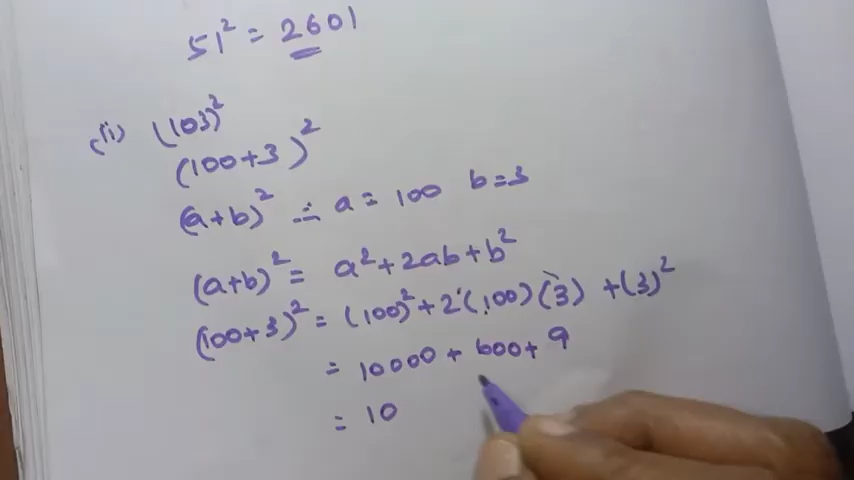 51² = 2601
(i) (103)²
(100+3)²
(a+b)² ∴ a = 100 b=3
(a+b)² = a²+2ab+b²
(100+3)² = (100)²+2(100)(3) +(3)²
= 10000 + 600 + 9
= 10